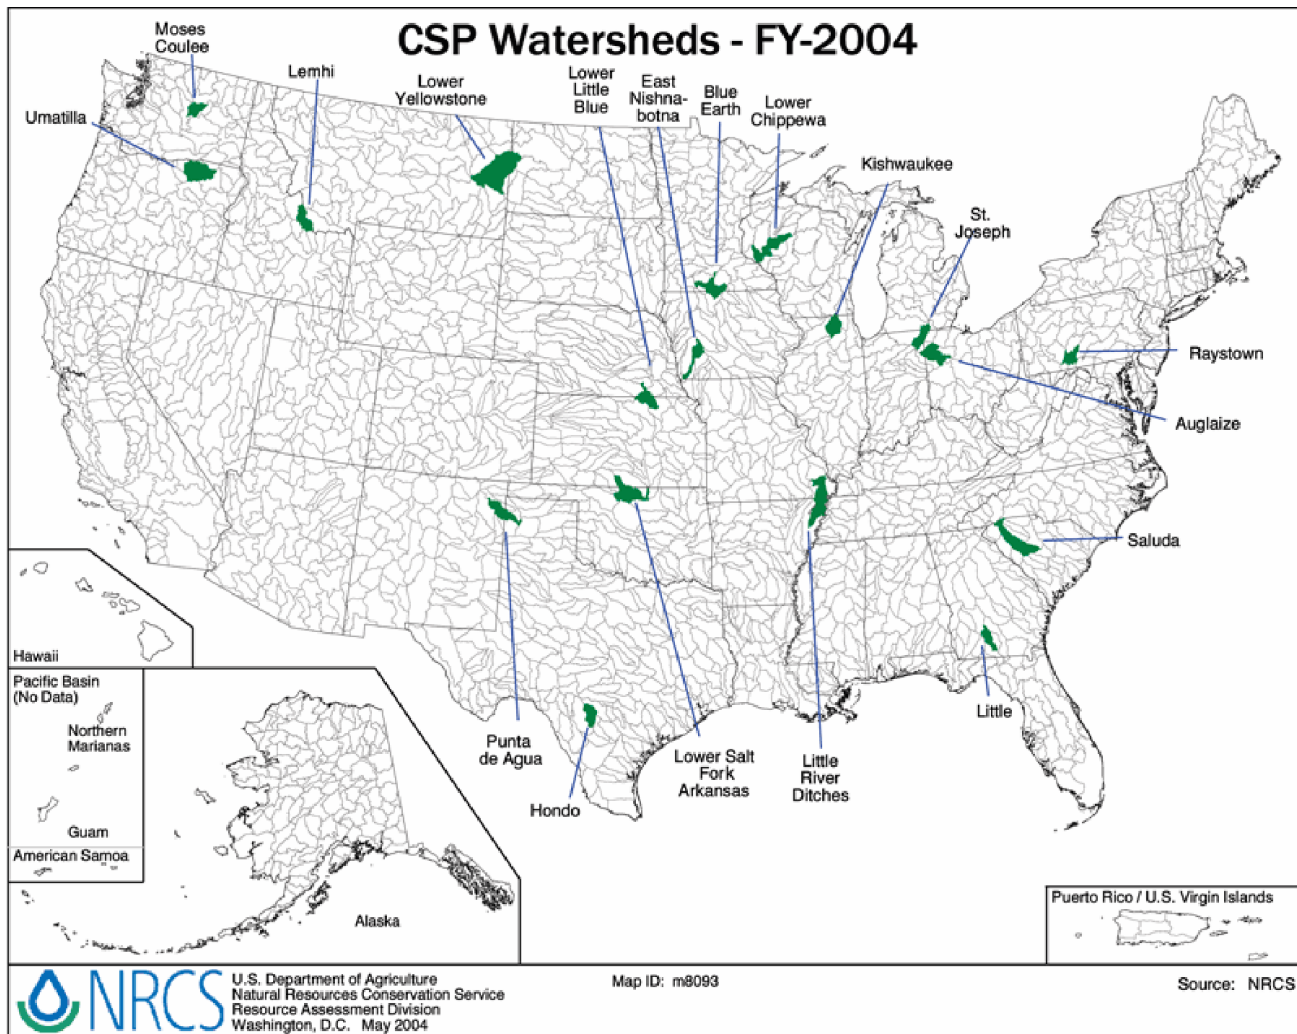 CSP Watersheds - FY-2004
Moses
Coulee
Lemhi
Umatilla
Lower
Yellowstone
Lower
Little
Blue
East
Nishna-
botna
Blue
Earth
Lower
Chippewa
Kishwaukee
St.
Joseph
Raystown
Auglaize
Saluda
Little
Little
River
Ditches
Lower Salt
Fork
Arkansas
Hondo
Punta
de Agua
Hawaii
Pacific Basin
(No Data)
Northern
Marianas
Guam
American Samoa
Alaska
Puerto Rico / U.S. Virgin Islands
NRCS
U.S. Department of Agriculture
Natural Resources Conservation Service
Resource Assessment Division
Washington, D.C. May 2004
Map ID: m8093
Source: NRCS